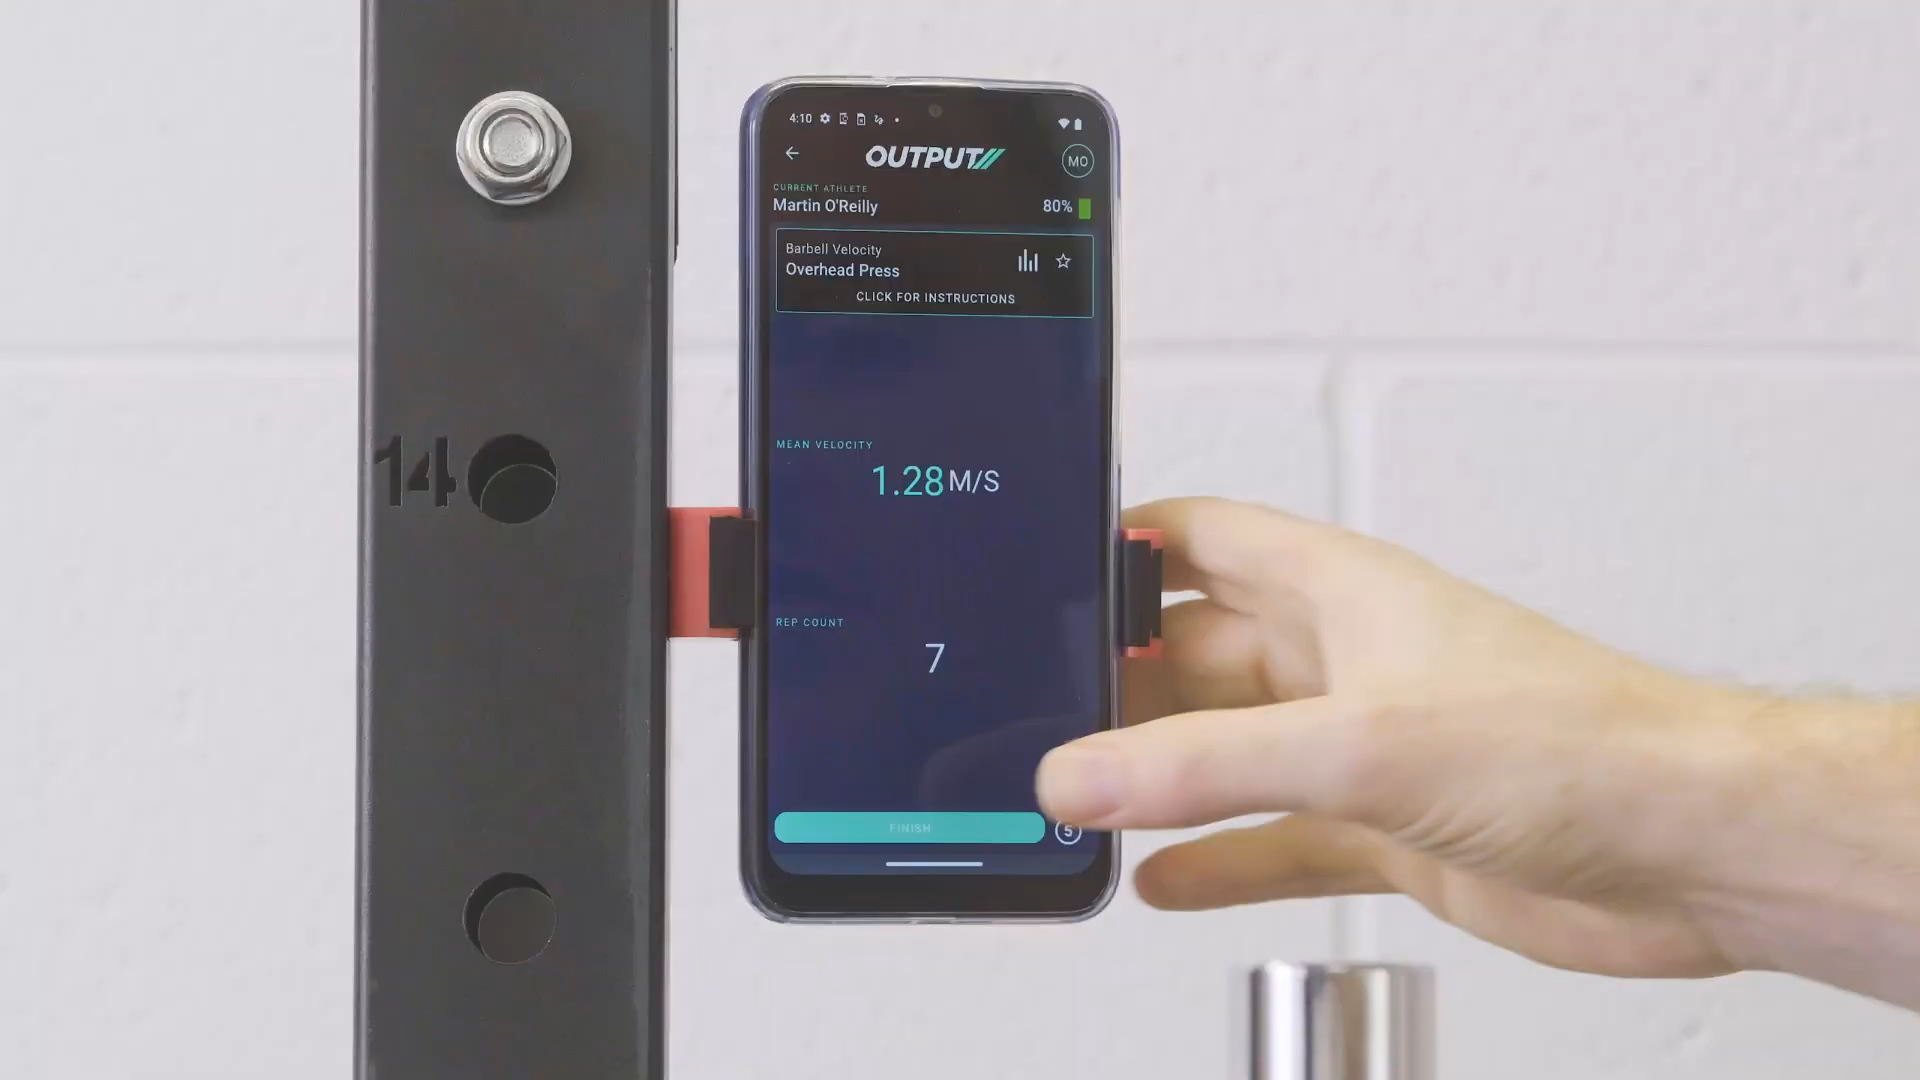 4:10
OUTPUT
MO
CURRENT ATHLETE
Martin O'Reilly
80%
Barbell Velocity
Overhead Press
CLICK FOR INSTRUCTIONS
MEAN VELOCITY
1.28 M/S
14
REP COUNT
7
FINISH
5